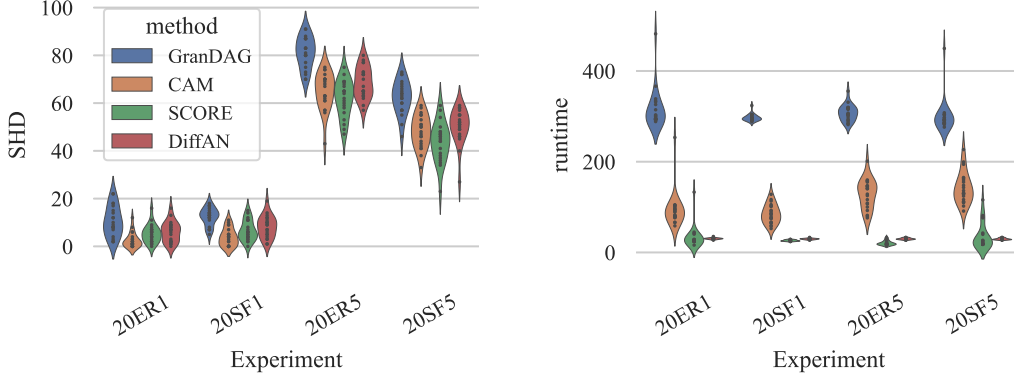 100
80
60
40
20
0
SHD
method
GranDAG
CAM
SCORE
DiffAN
20ER1
20SF1
20ER5
20SF5
Experiment
400
200
0
runtime
20ER1
20SF1
20ER5
20SF5
Experiment